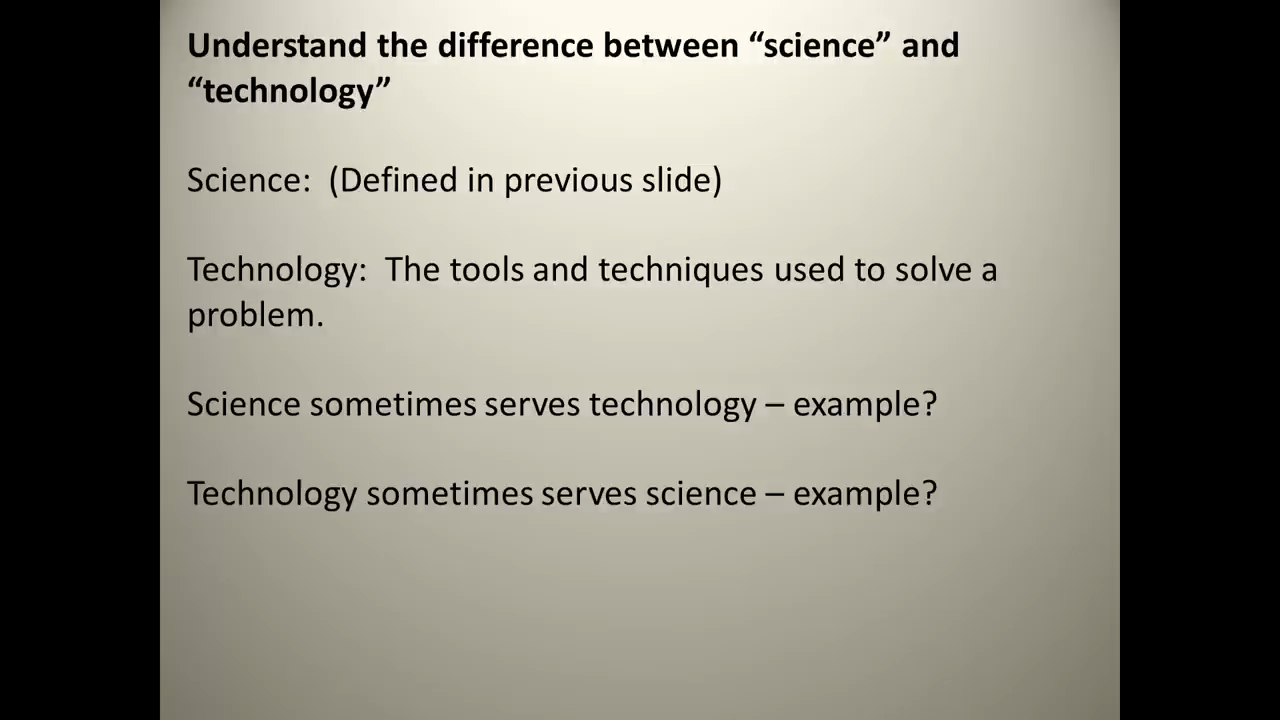 Understand the difference between “science” and
“technology”
Science:  (Defined in previous slide)
Technology:  The tools and techniques used to solve a
problem.
Science sometimes serves technology – example?
Technology sometimes serves science – example?